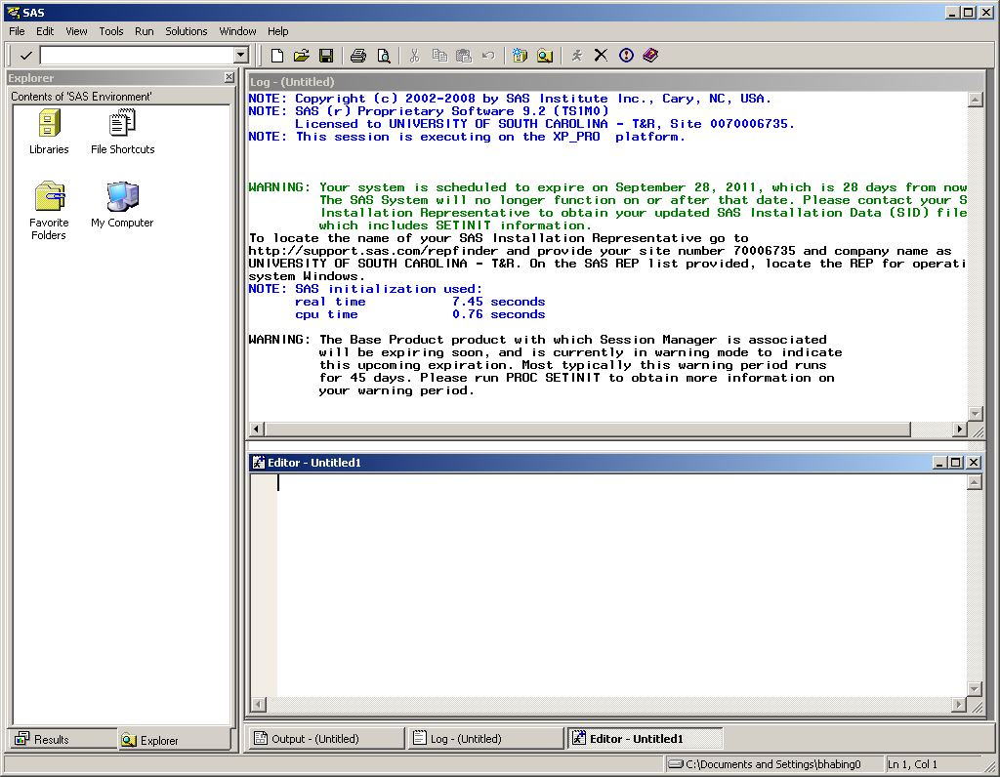 SAS
File Edit View Tools Run Solutions Window Help
Explorer
Contents of 'SAS Environment'
Libraries
File Shortcuts
Favorite
Folders
My Computer
Log - (Untitled)
NOTE: Copyright (c) 2002-2008 by SAS Institute Inc., Cary, NC, USA.
NOTE: SAS (r) Proprietary Software 9.2 (TS1M0)
Licensed to UNIVERSITY OF SOUTH CAROLINA - T&R, Site 0070006735.
NOTE: This session is executing on the XP_PRO  platform.
WARNING: Your system is scheduled to expire on September 28, 2011, which is 28 days from now
The SAS System will no longer function on or after that date. Please contact your S
Installation Representative to obtain your updated SAS Installation Data (SID) file
which includes SETINIT information.
To locate the name of your SAS Installation Representative go to
http://support.sas.com/repfinder and provide your site number 70006735 and company name as
UNIVERSITY OF SOUTH CAROLINA - T&R. On the SAS REP list provided, locate the REP for operati
system Windows.
NOTE: SAS initialization used:
real time 7.45 seconds
cpu time 0.76 seconds
WARNING: The Base Product product with which Session Manager is associated
will be expiring soon, and is currently in warning mode to indicate
this upcoming expiration. Most typically this warning period runs
for 45 days. Please run PROC SETINIT to obtain more information on
your warning period.
Editor - Untitled1
Results
Explorer
Output - (Untitled)
Log - (Untitled)
Editor - Untitled1
C:\Documents and Settings\bhabing0
Ln 1, Col 1